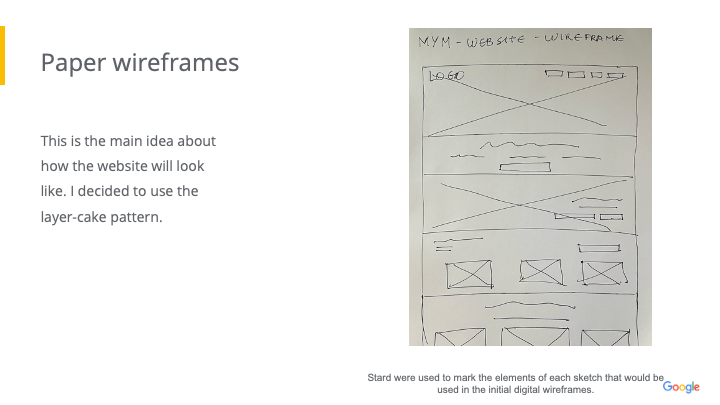 Paper wireframes
This is the main idea about
how the website will look
like. I decided to use the
layer-cake pattern.
MYM - WEBSITE - WIREFRAME
LOGO
Stard were used to mark the elements of each sketch that would be
used in the initial digital wireframes.
Google